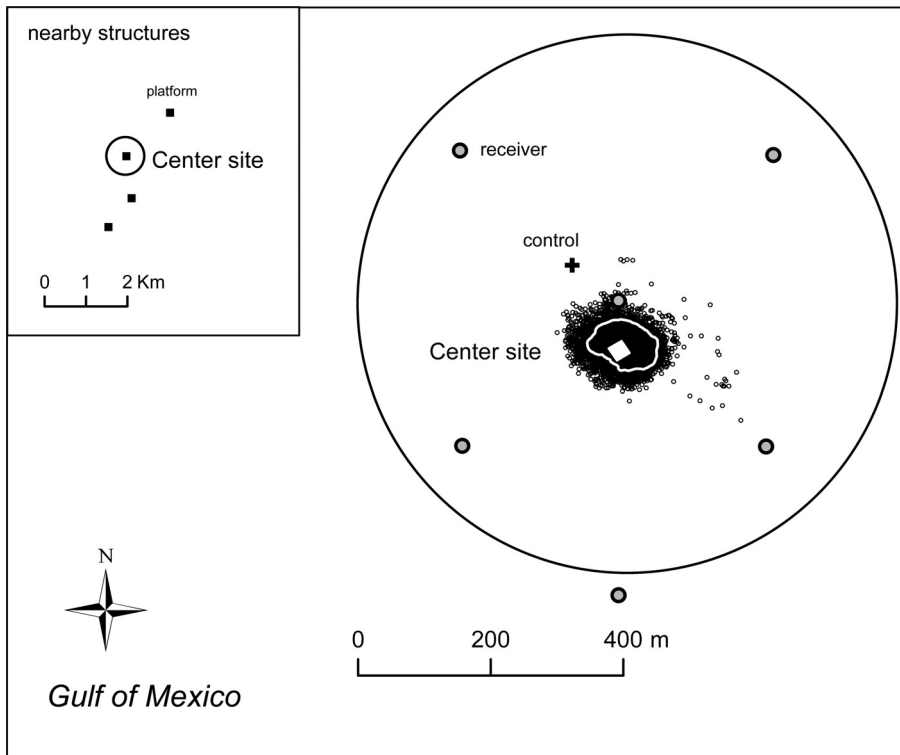 nearby structures
platform
Center site
0 1 2 Km
receiver
control
Center site
N
0 200 400 m
Gulf of Mexico